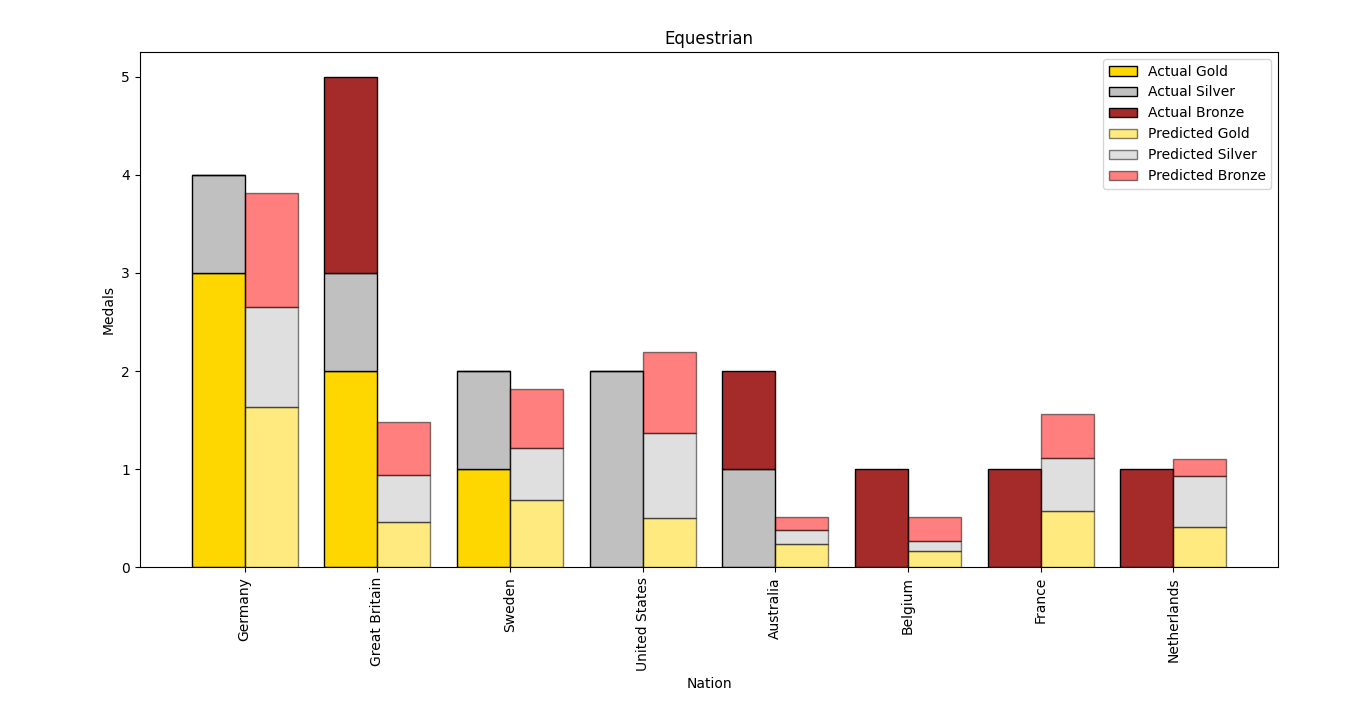 Equestrian
Actual Gold
Actual Silver
Actual Bronze
Predicted Gold
Predicted Silver
Predicted Bronze
5
4
3
2
1
0
Medals
Germany
Great Britain
Sweden
United States
Australia
Belgium
France
Netherlands
Nation